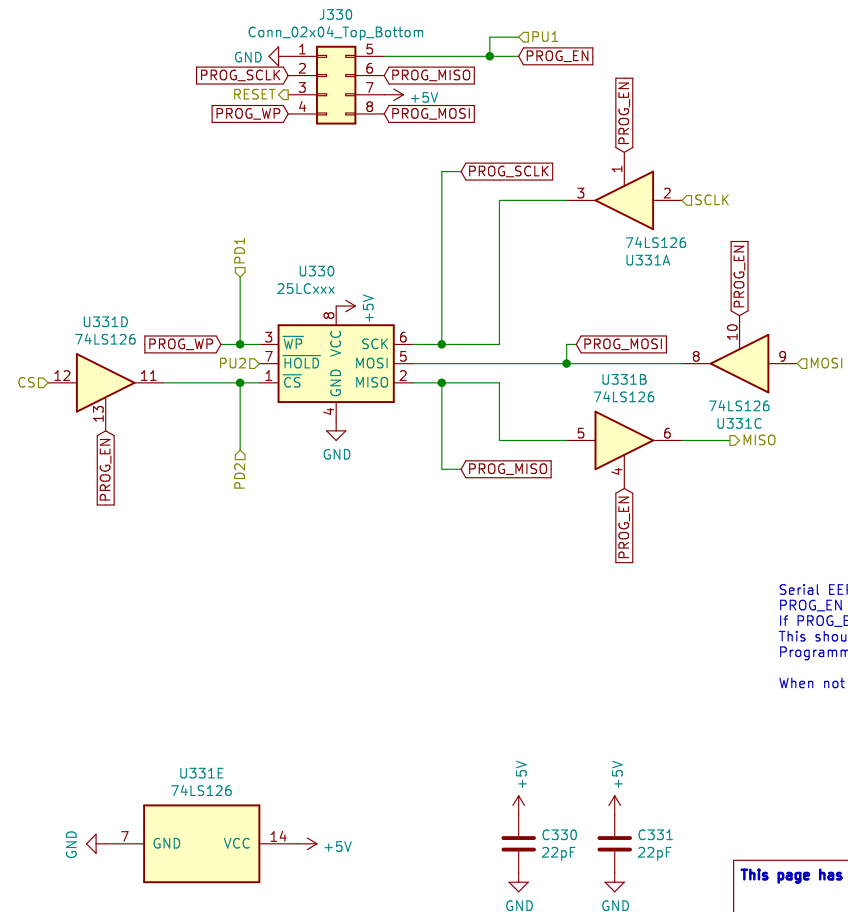 J330
Conn_02x04_Top_Bottom
GND 1 5 PU1
PROG_EN
PROG_SCLK 2 6 PROG_MISO
RESET 3 7 +5V
PROG_WP 4 8 PROG_MOSI
PROG_EN
1
PROG_SCLK
3 2 SCLK
74LS126
U331A
PD1
PROG_EN
U330
25LCxxx
+5V
8
10
U331D
74LS126
PROG_WP 3 WP VCC SCK 6
PROG_MOSI
PU2 7 HOLD MOSI 5
8 9 MOSI
CS 12 11 1 CS GND MISO 2
U331B
74LS126
74LS126
U331C
13
4
GND
5 6 MISO
PROG_EN
PD2
PROG_MISO
4
PROG_EN
PROG_EN
If
This
When not
+5V +5V
U331E
74LS126
GND 7 GND VCC 14 +5V
C330
22pF
C331
22pF
GND GND
This page has